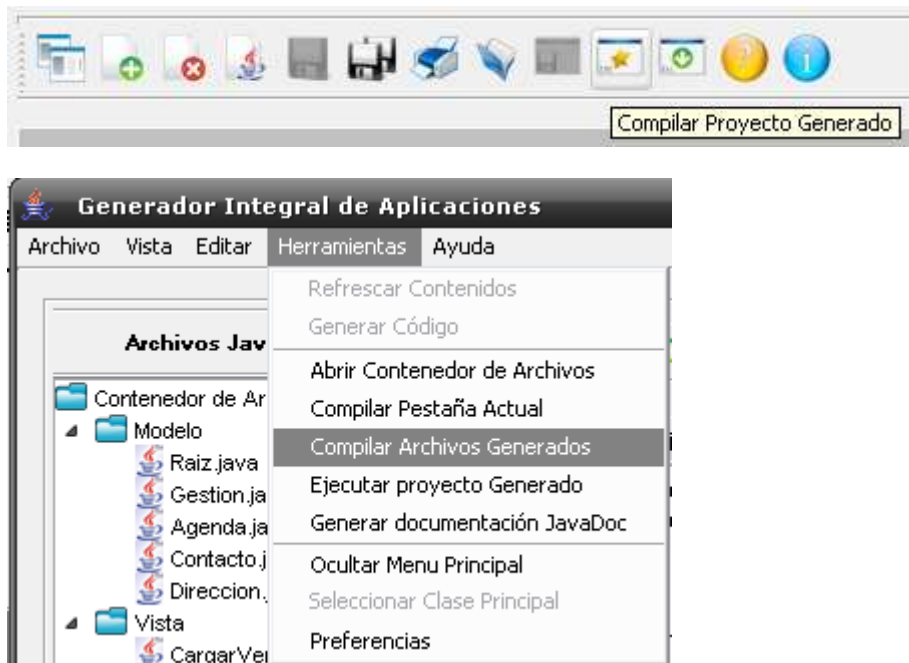 Compilar Proyecto Generado
Generador Integral de Aplicaciones
Archivo Vista Editar Herramientas Ayuda
Refrescar Contenidos
Generar Código
Archivos Jav
Abrir Contenedor de Archivos
Contenedor de Ar
Compilar Pestaña Actual
Modelo
Compilar Archivos Generados
Raiz.java
Ejecutar proyecto Generado
Gestion.ja
Generar documentación JavaDoc
Agenda.ja
Contacto.j
Ocultar Menu Principal
Direccion.
Seleccionar Clase Principal
Vista
Preferencias
CargarVer